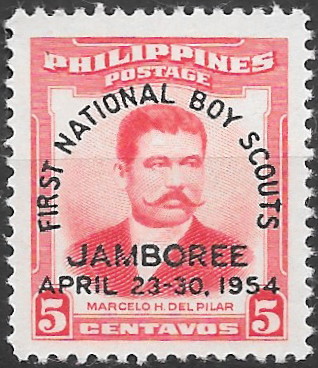 PHILIPPINES
POSTAGE
FIRST NATIONAL BOY SCOUTS
JAMBOREE
APRIL 23-30, 1954
MARCELO H. DEL PILAR
5 CENTAVOS 5